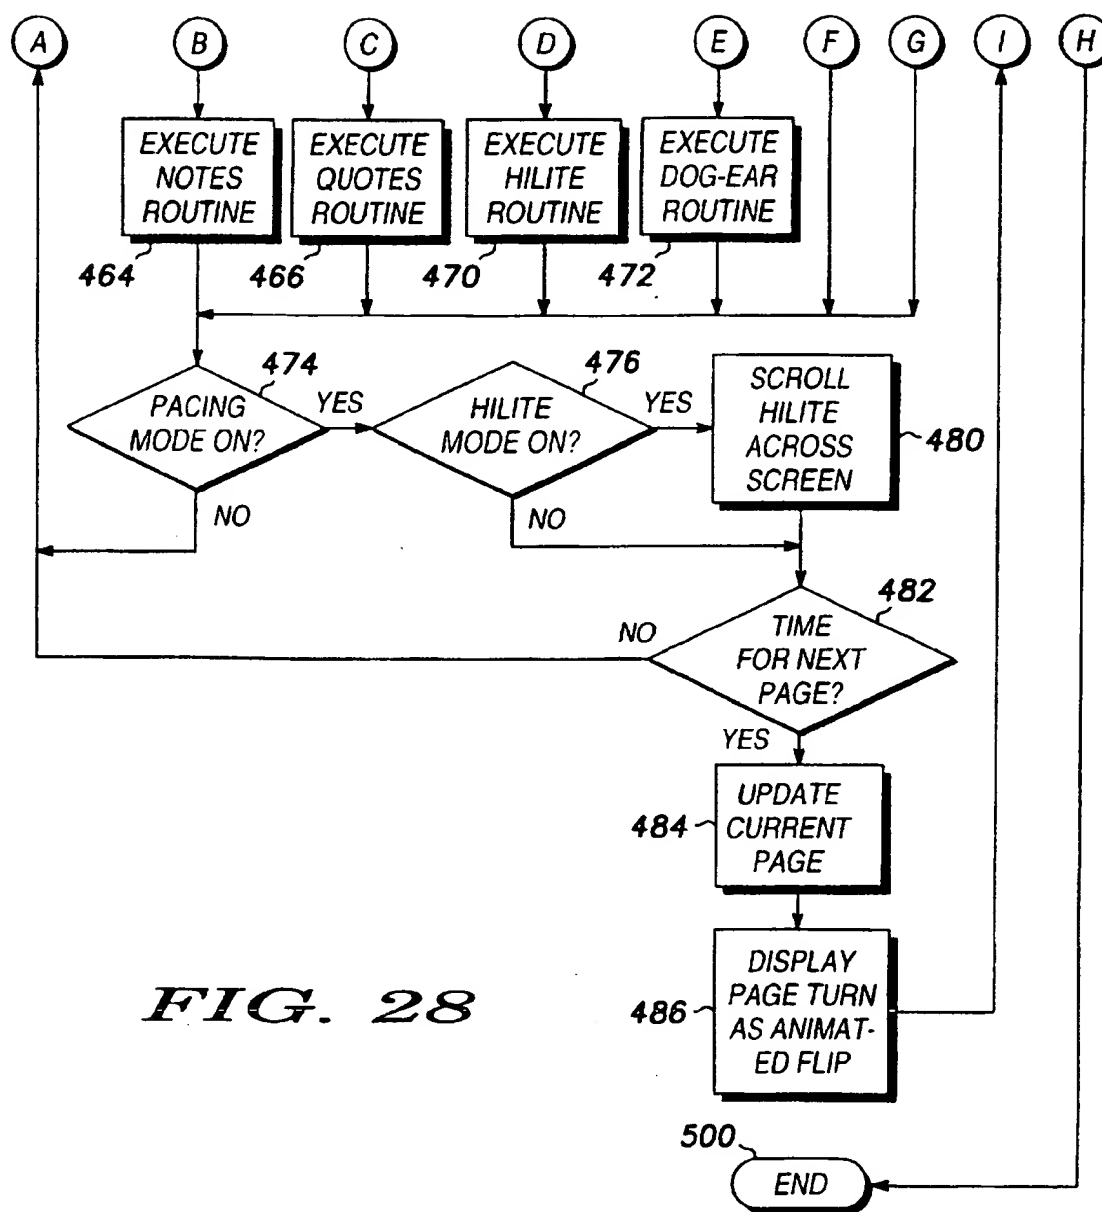 A B C D E F G I H
EXECUTE
NOTES
ROUTINE
464
EXECUTE
QUOTES
ROUTINE
466
EXECUTE
HILITE
ROUTINE
470
EXECUTE
DOG-EAR
ROUTINE
472
PACING
MODE ON?
474
YES
NO
HILITE
MODE ON?
476
YES
NO
SCROLL
HILITE
ACROSS
SCREEN
480
TIME
FOR NEXT
PAGE?
482
NO
YES
UPDATE
CURRENT
PAGE
484
DISPLAY
PAGE TURN
AS ANIMAT-
ED FLIP
486
FIG. 28
500
END